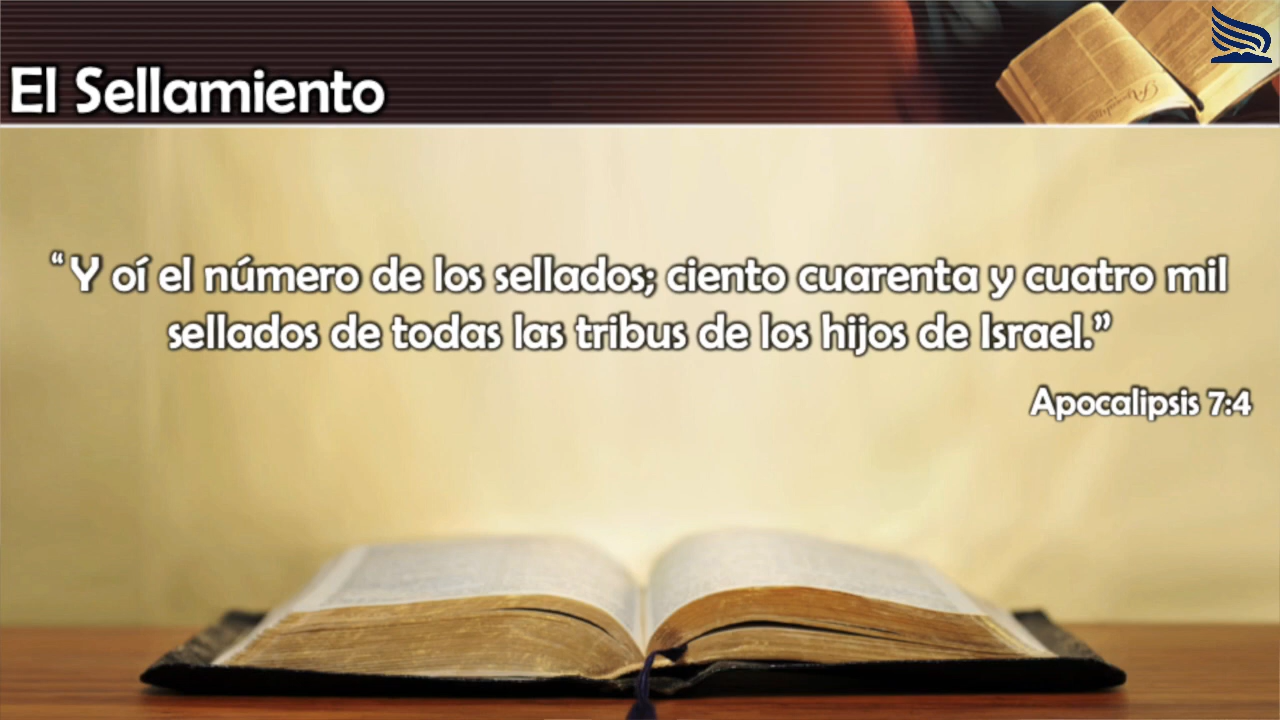 El Sellamiento
“Y oí el número de los sellados; ciento cuarenta y cuatro mil
sellados de todas las tribus de los hijos de Israel.”
Apocalipsis 7:4